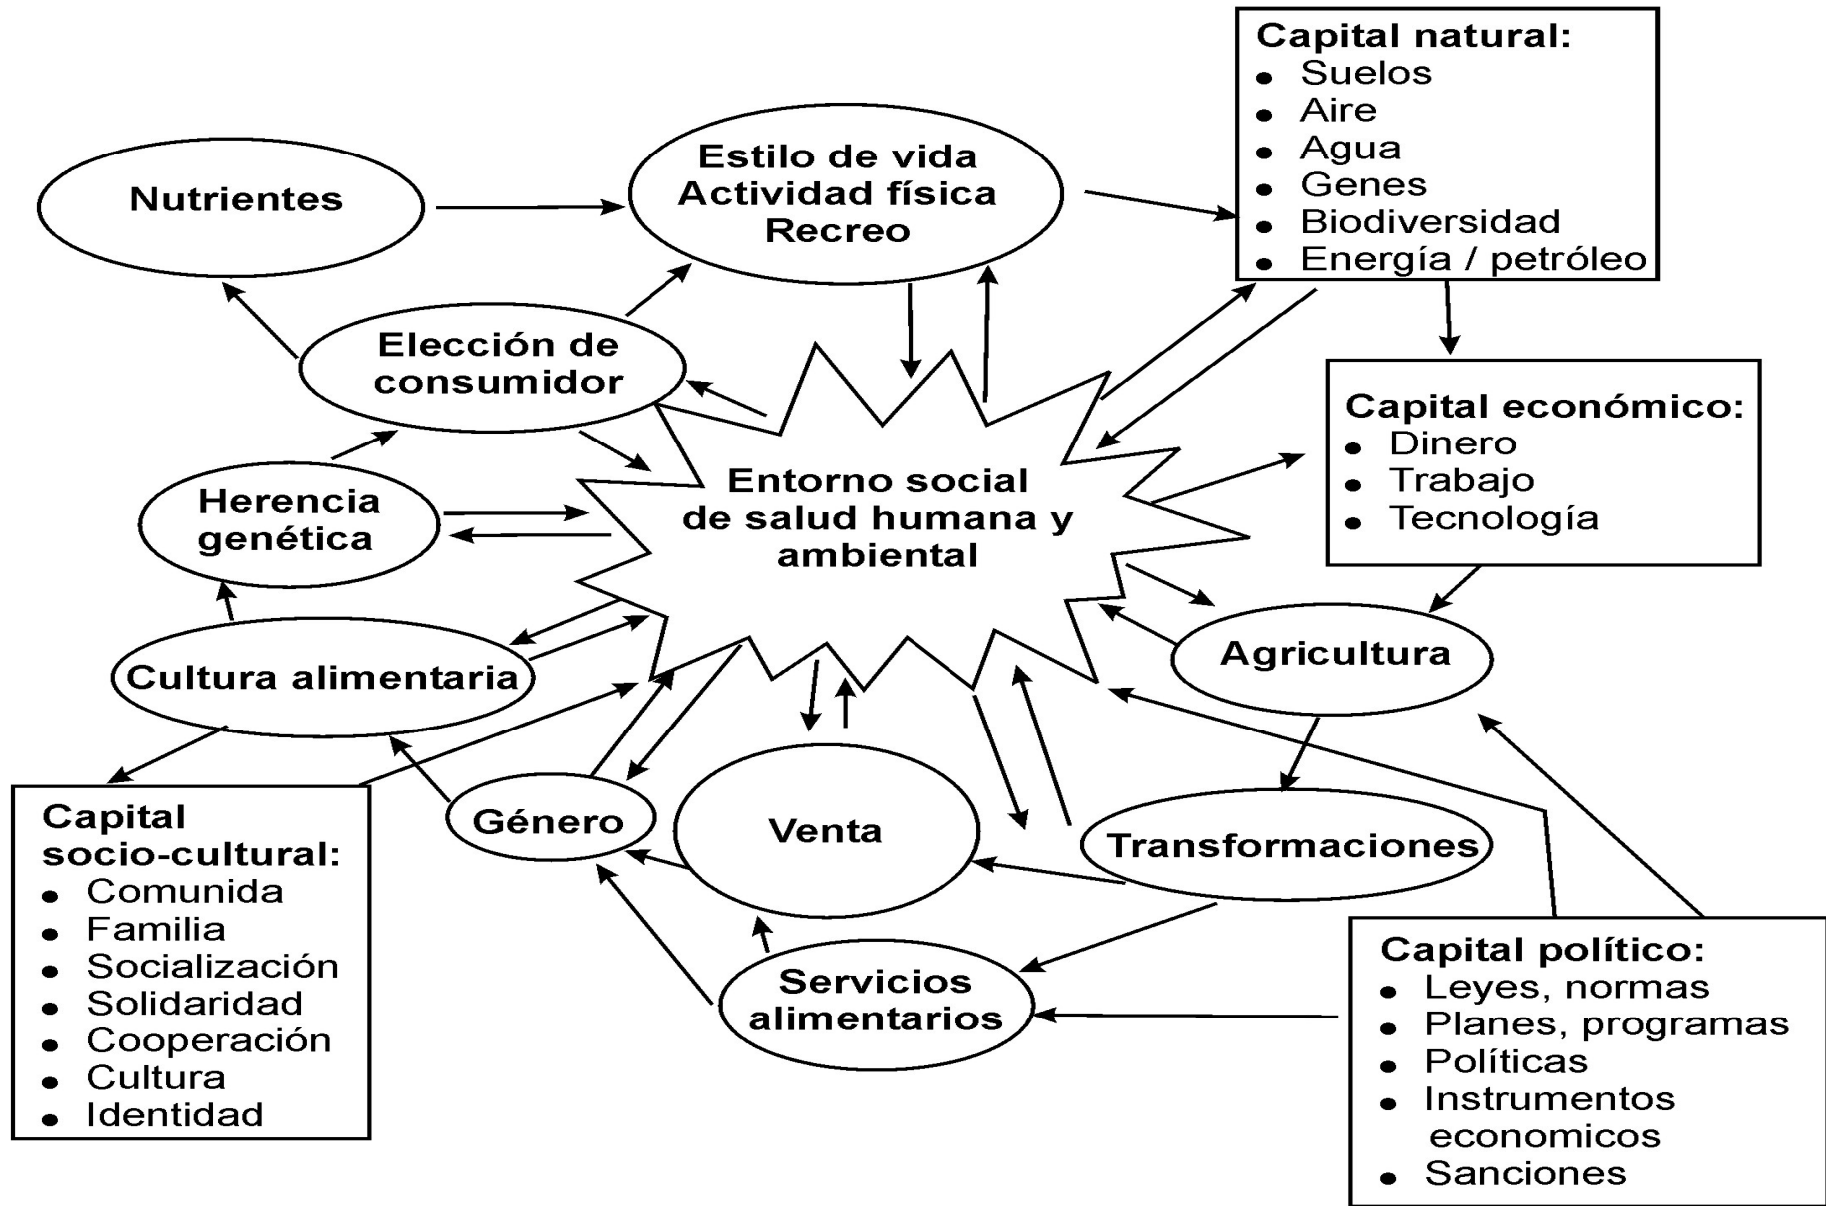 Capital natural:
• Suelos
• Aire
• Agua
• Genes
• Biodiversidad
• Energía / petróleo
Estilo de vida
Actividad física
Recreo
Nutrientes
Elección de
consumidor
Capital económico:
• Dinero
• Trabajo
• Tecnología
Herencia
genética
Entorno social
de salud humana y
ambiental
Agricultura
Cultura alimentaria
Género
Venta
Transformaciones
Capital
socio-cultural:
• Comunida
• Familia
• Socialización
• Solidaridad
• Cooperación
• Cultura
• Identidad
Servicios
alimentarios
Capital político:
• Leyes, normas
• Planes, programas
• Políticas
• Instrumentos
economicos
• Sanciones